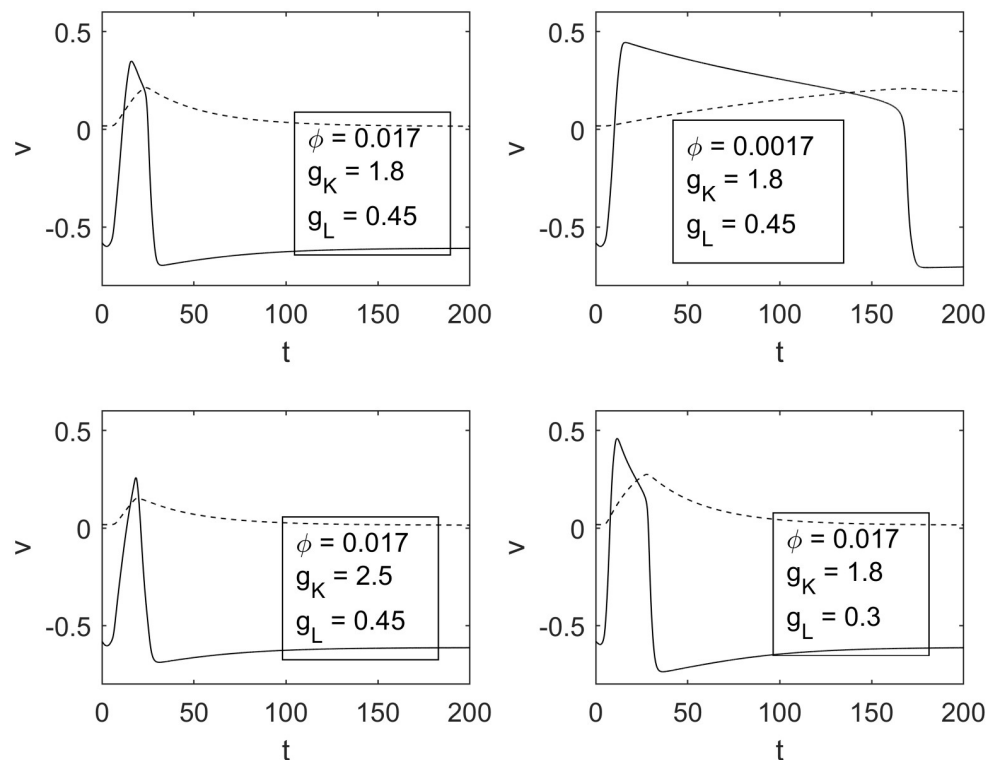 0.5
0
-0.5
v
0 50 100 150 200
t
ϕ = 0.017
g_K = 1.8
g_L = 0.45
0.5
0
-0.5
v
0 50 100 150 200
t
ϕ = 0.0017
g_K = 1.8
g_L = 0.45
0.5
0
-0.5
v
0 50 100 150 200
t
ϕ = 0.017
g_K = 2.5
g_L = 0.45
0.5
0
-0.5
v
0 50 100 150 200
t
ϕ = 0.017
g_K = 1.8
g_L = 0.3